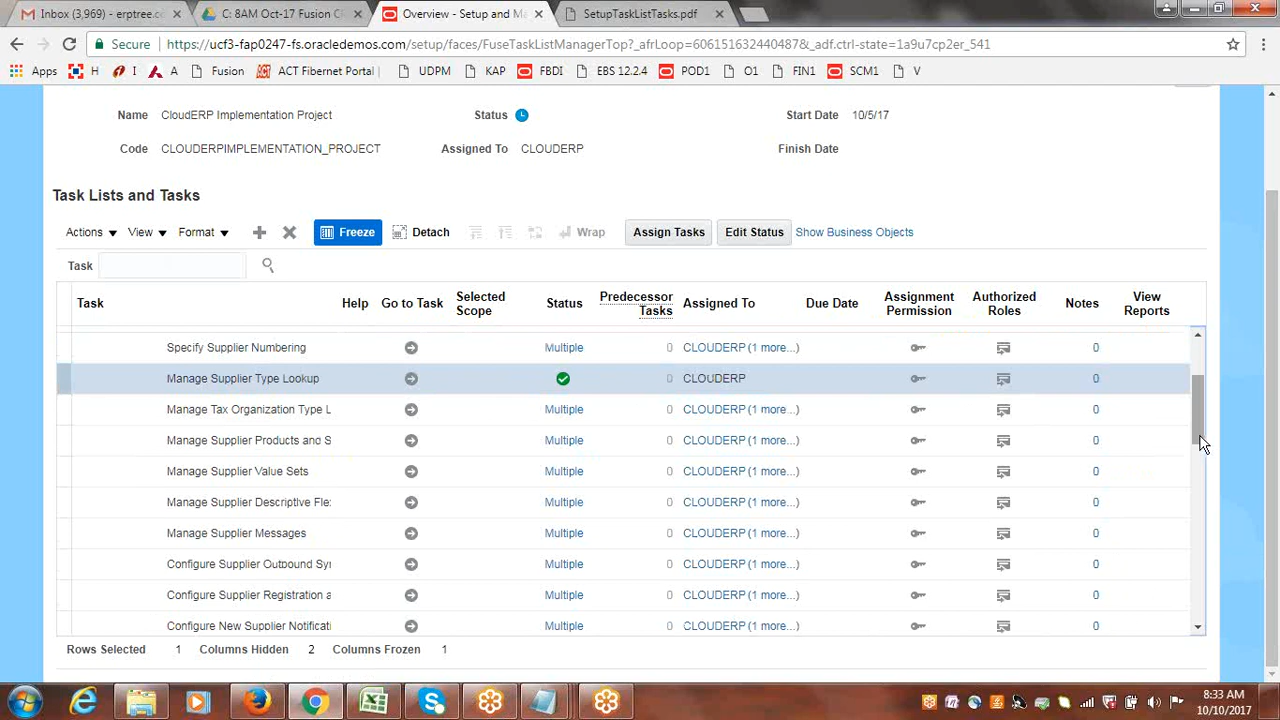 Inbox (3,969) - emptree.co
C: 8AM Oct-17 Fusion C
Overview - Setup and Ma
SetupTaskListTasks.pdf
Secure
https://ucf3-fap0247-fs.oracledemos.com/setup/faces/FuseTaskListManagerTop?_afrLoop=6061516324404878&_adf.ctrl-state=1a9u7cp2er_541
Apps H I A Fusion ACT Fibernet Portal UDPM KAP FBDI EBS 12.2.4 POD1 O1 FIN1 SCM1 V
Name CloudERP Implementation Project Status Start Date 10/5/17
Code CLOUDERPIMPLEMENTATION_PROJECT Assigned To CLOUDERP Finish Date
Task Lists and Tasks
Actions View Format Freeze Detach Wrap Assign Tasks Edit Status Show Business Objects
Task
Task Help Go to Task Selected Scope Status Predecessor Tasks Assigned To Due Date Assignment Permission Authorized Roles Notes View Reports
Specify Supplier Numbering Multiple 0 CLOUDERP (1 more...) 0
Manage Supplier Type Lookup 0 CLOUDERP 0
Manage Tax Organization Type L Multiple 0 CLOUDERP (1 more...) 0
Manage Supplier Products and S Multiple 0 CLOUDERP (1 more...) 0
Manage Supplier Value Sets Multiple 0 CLOUDERP (1 more...) 0
Manage Supplier Descriptive Fle Multiple 0 CLOUDERP (1 more...) 0
Manage Supplier Messages Multiple 0 CLOUDERP (1 more...) 0
Configure Supplier Outbound Syn Multiple 0 CLOUDERP (1 more...) 0
Configure Supplier Registration a Multiple 0 CLOUDERP (1 more...) 0
Configure New Supplier Notificati Multiple 0 CLOUDERP (1 more...) 0
Rows Selected 1 Columns Hidden 2 Columns Frozen 1
8:33 AM
10/10/2017